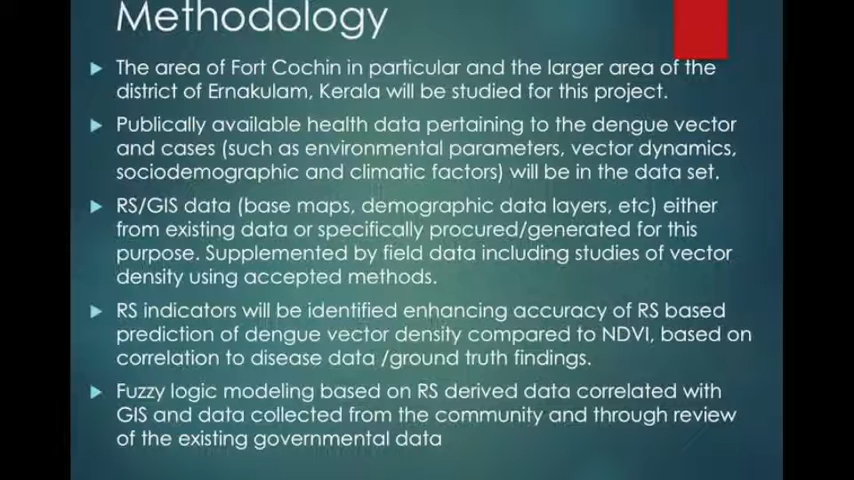 Methodology
The area of Fort Cochin in particular and the larger area of the
district of Ernakulam, Kerala will be studied for this project.
Publically available health data pertaining to the dengue vector
and cases (such as environmental parameters, vector dynamics,
sociodemographic and climatic factors) will be in the data set.
RS/GIS data (base maps, demographic data layers, etc) either
from existing data or specifically procured/generated for this
purpose. Supplemented by field data including studies of vector
density using accepted methods.
RS indicators will be identified enhancing accuracy of RS based
prediction of dengue vector density compared to NDVI, based on
correlation to disease data /ground truth findings.
Fuzzy logic modeling based on RS derived data correlated with
GIS and data collected from the community and through review
of the existing governmental data